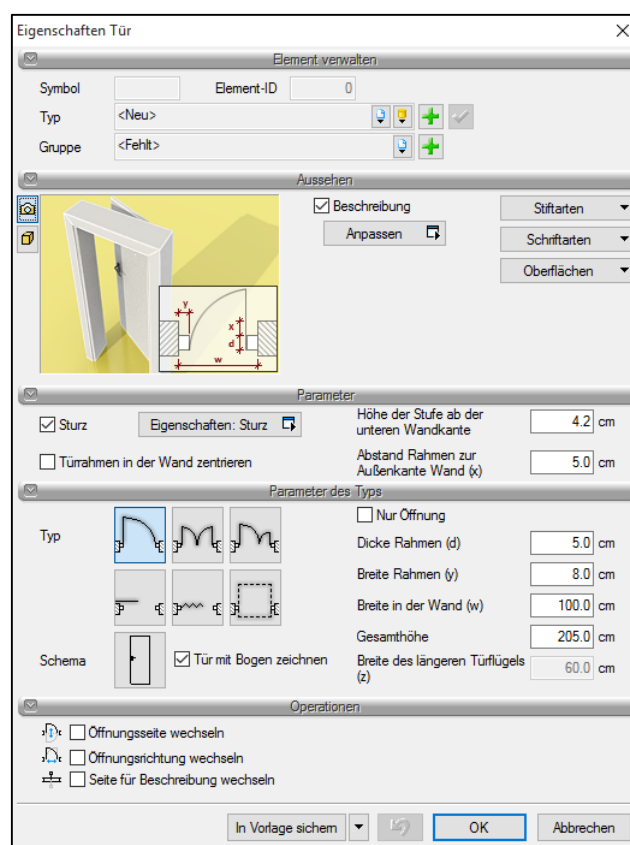 Eigenschaften Tür
Element verwalten
Symbol
Element-ID 0
Typ <Neu>
Gruppe <Fehlt>
Aussehen
Beschreibung
Anpassen
Stiftarten
Schriftarten
Oberflächen
y
x
d
w
Parameter
Sturz
Eigenschaften: Sturz
Höhe der Stufe ab der
unteren Wandkante
4.2 cm
Türrahmen in der Wand zentrieren
Abstand Rahmen zur
Außenkante Wand (x)
5.0 cm
Parameter des Typs
Typ
Nur Öffnung
Dicke Rahmen (d) 5.0 cm
Breite Rahmen (y) 8.0 cm
Breite in der Wand (w) 100.0 cm
Gesamthöhe 205.0 cm
Schema
Tür mit Bogen zeichnen
Breite des längeren Türflügels
(z)
60.0 cm
Operationen
Öffnungsseite wechseln
Öffnungsrichtung wechseln
Seite für Beschreibung wechseln
In Vorlage sichern
OK
Abbrechen